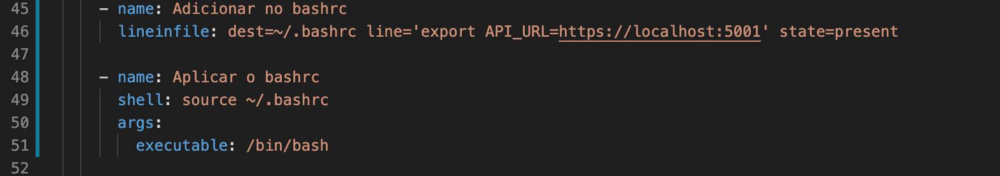 45 - name: Adicionar no bashrc
46 lineinfile: dest=~/.bashrc line='export API_URL=https://localhost:5001' state=present
47
48 - name: Aplicar o bashrc
49 shell: source ~/.bashrc
50 args:
51 executable: /bin/bash
52